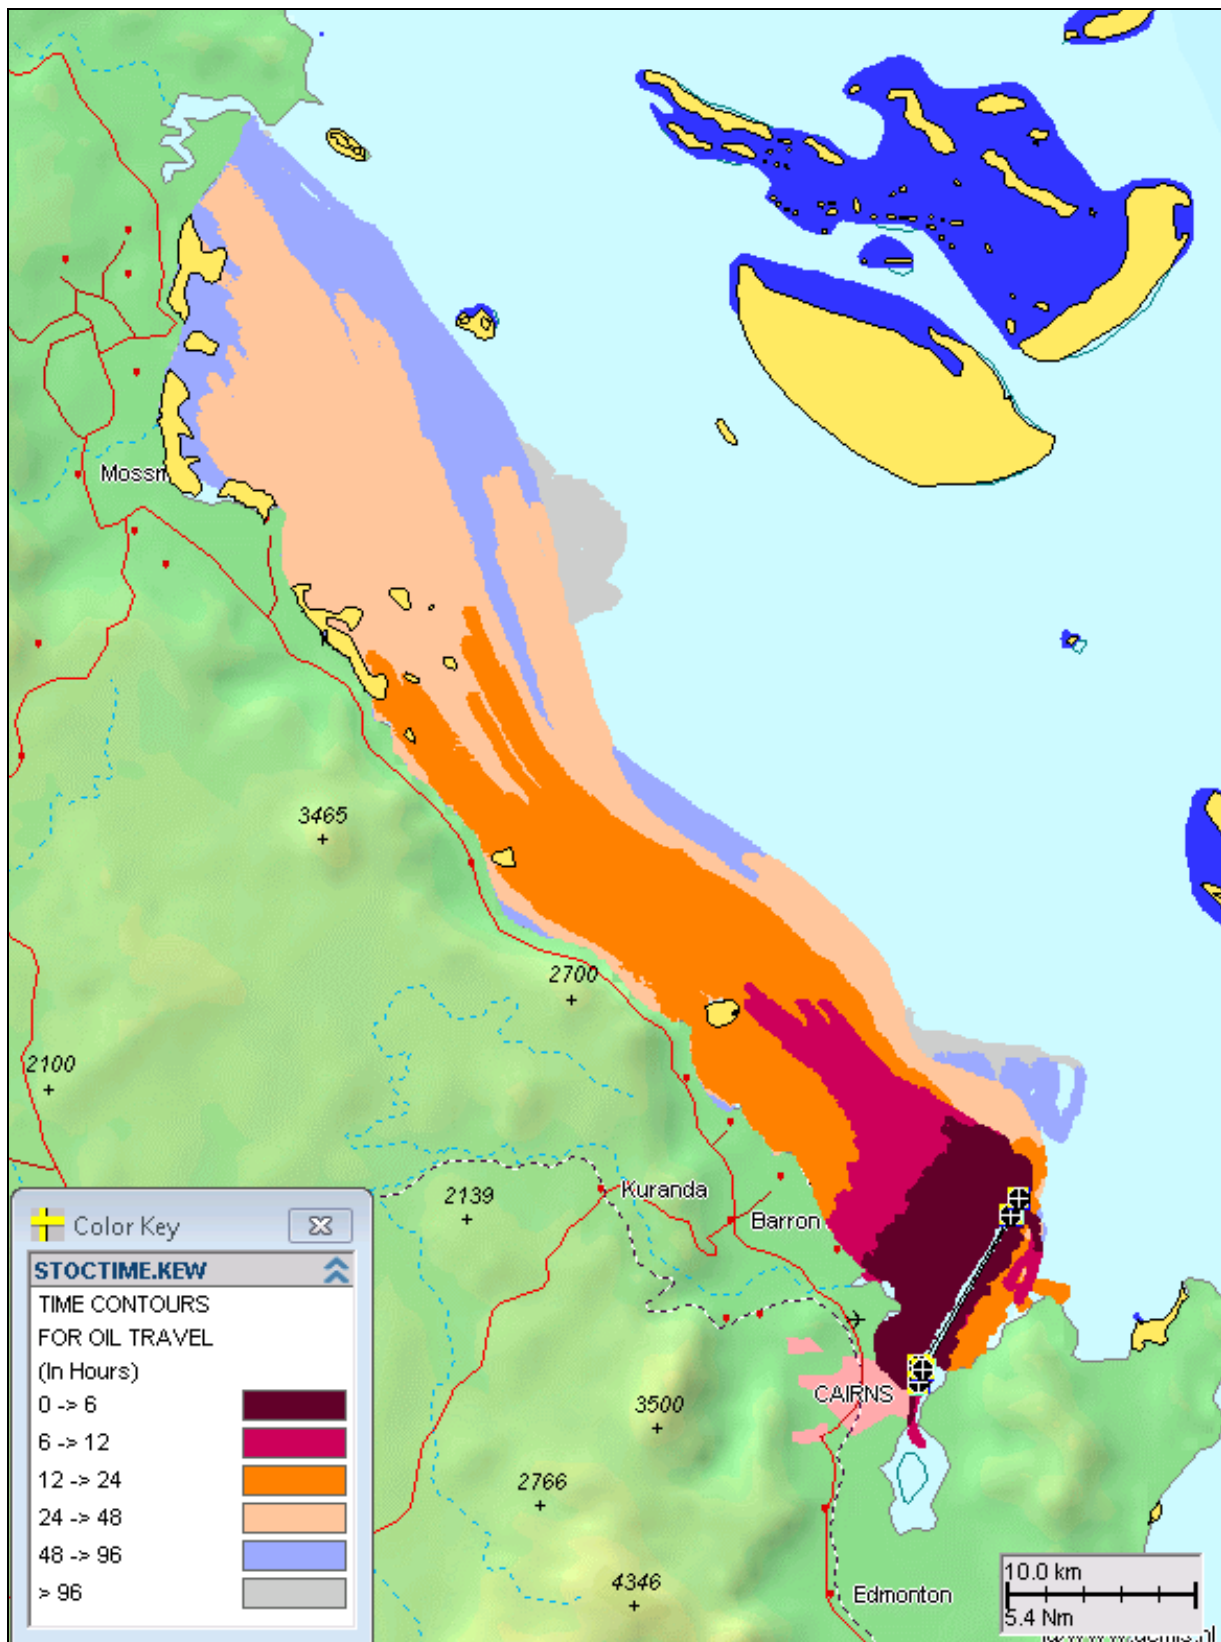 Mossm
3465
2700
2100
2139
Kuranda
Barron
CAIRNS
3500
2766
4346
Edmonton
Color Key
STOCTIME.KEW
TIME CONTOURS
FOR OIL TRAVEL
(In Hours)
0 -> 6
6 -> 12
12 -> 24
24 -> 48
48 -> 96
> 96
10.0 km
5.4 Nm